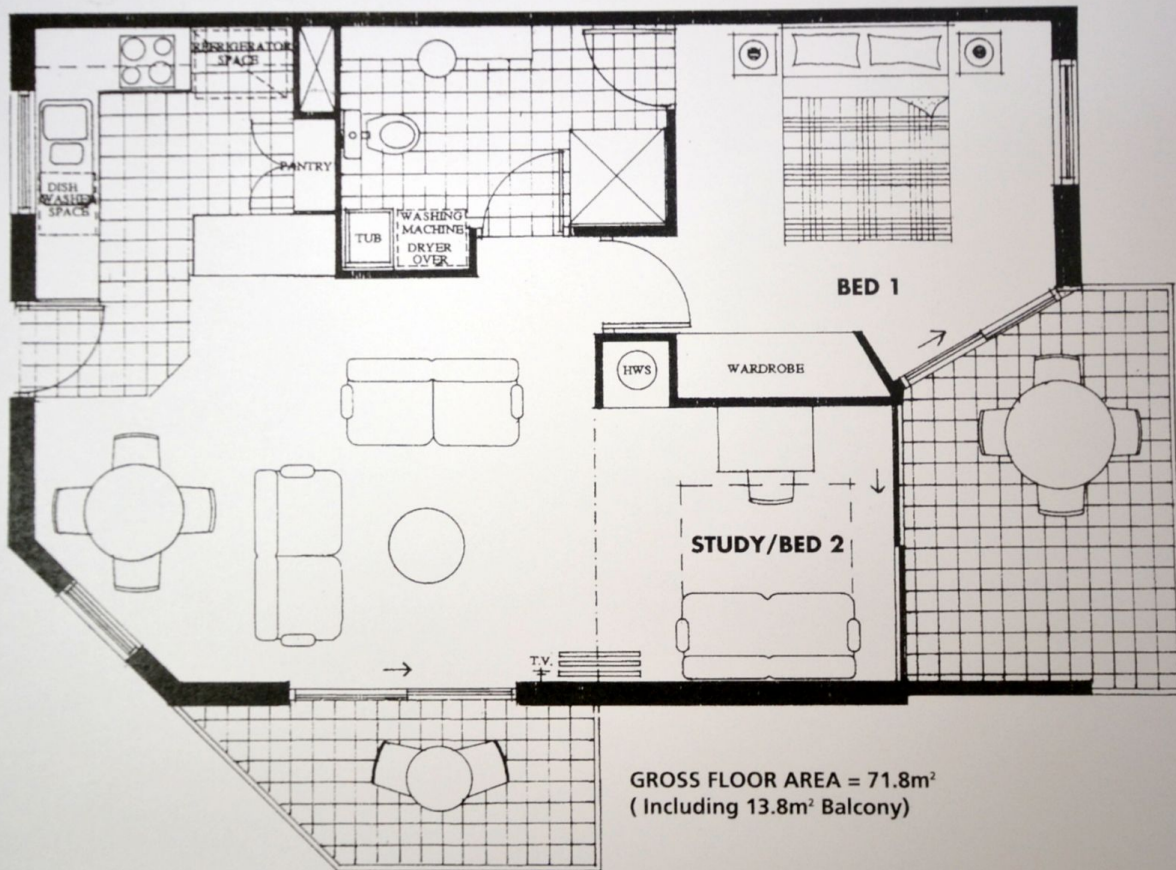 REFRIGERATOR
SPACE
PANTRY
DISH
WASHER
SPACE
TUB
WASHING
MACHINE
DRYER
OVER
BED 1
HWS
WARDROBE
STUDY/BED 2
T.V.
GROSS FLOOR AREA = 71.8m²
( Including 13.8m² Balcony)